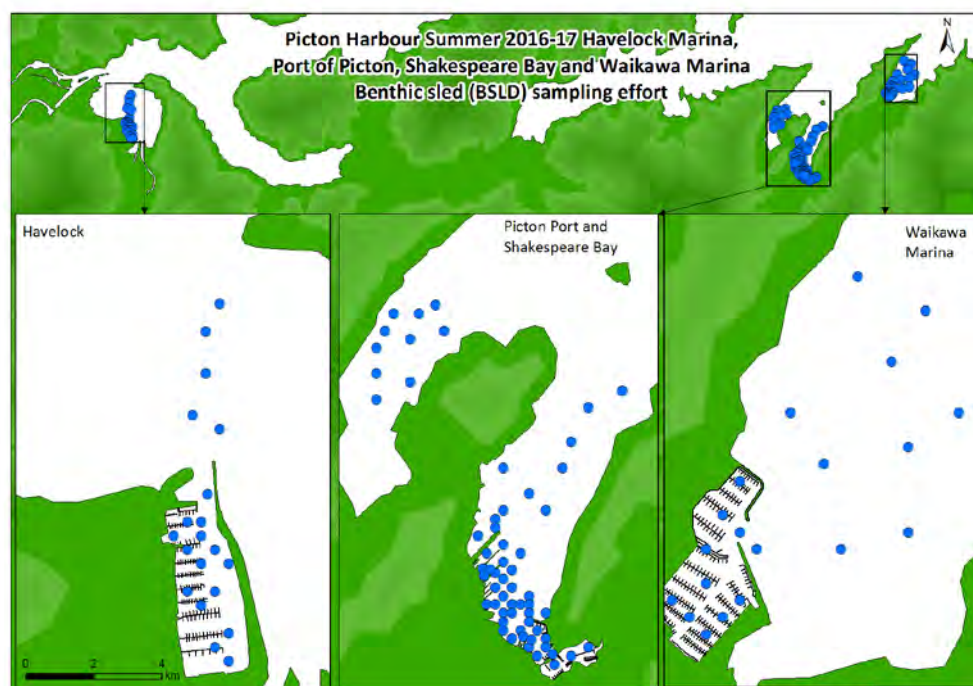 Picton Harbour Summer 2016-17 Havelock Marina,
Port of Picton, Shakespeare Bay and Waikawa Marina
Benthic sled (BSLD) sampling effort
N
Havelock
Picton Port and
Shakespeare Bay
Waikawa
Marina
0 2 4
km